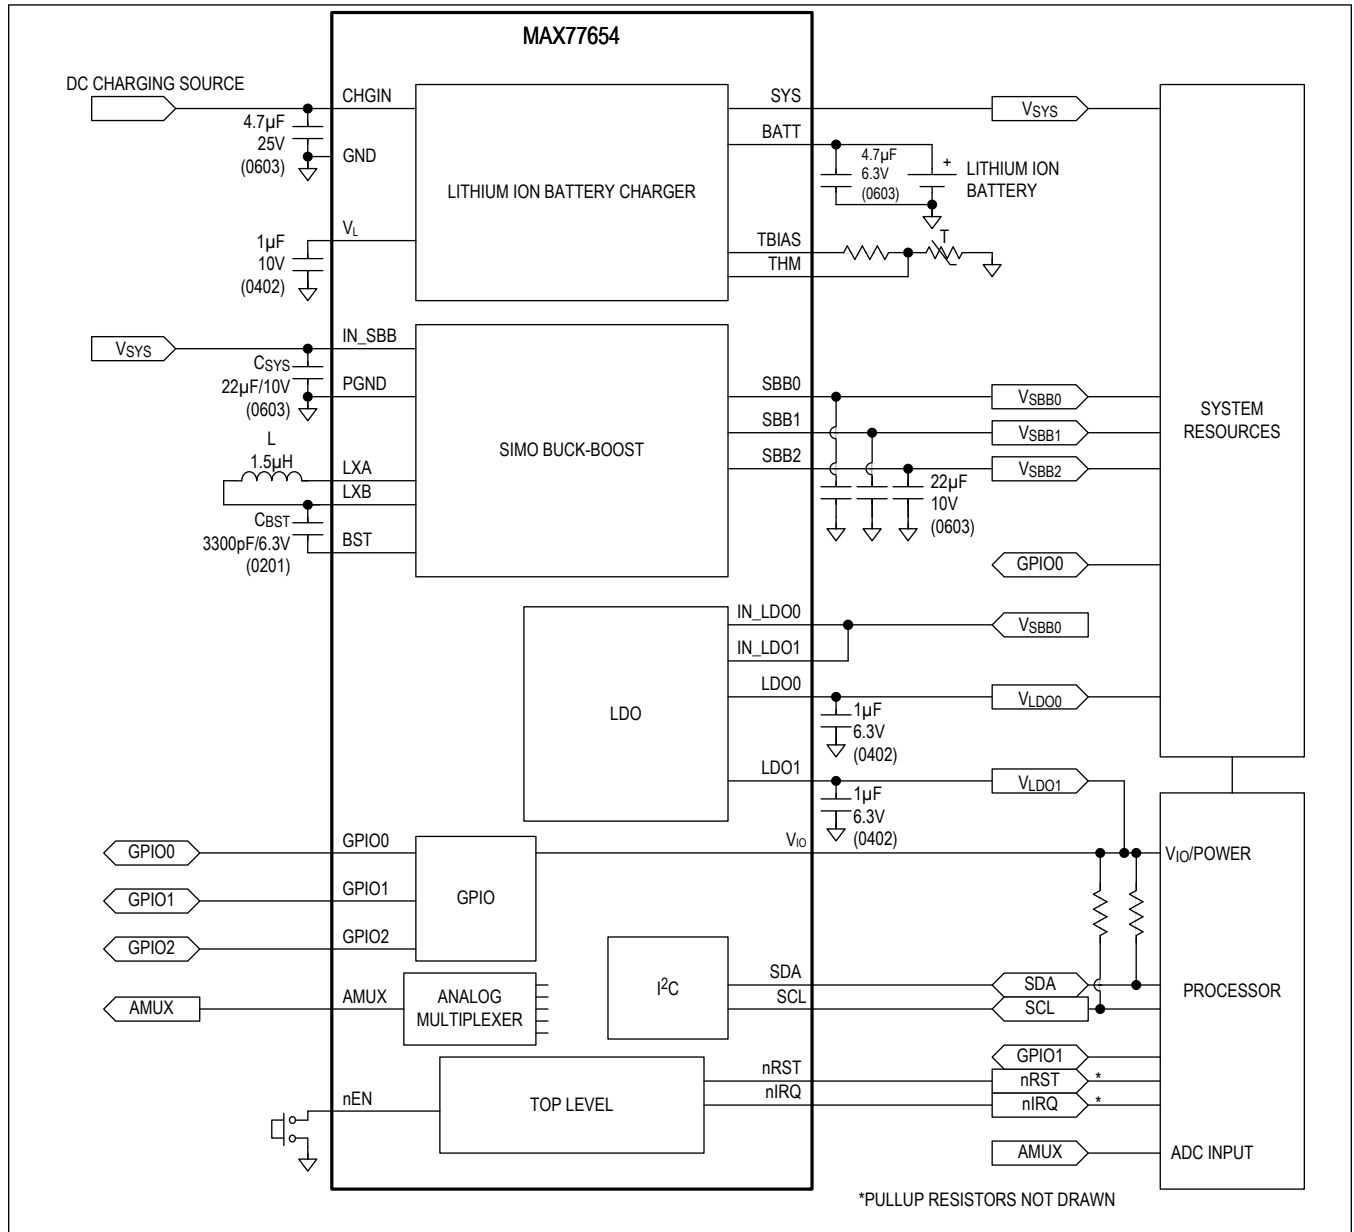 MAX77654
DC CHARGING SOURCE
CHGIN
4.7µF
25V
(0603)
GND
VL
1µF
10V
(0402)
LITHIUM ION BATTERY CHARGER
SYS
BATT
VSYS
4.7µF
6.3V
(0603)
+
LITHIUM ION
BATTERY
TBIAS
THM
T
VSYS
IN_SBB
CSYS
22µF/10V
(0603)
PGND
L
1.5µH
LXA
LXB
CBST
3300pF/6.3V
(0201)
BST
SIMO BUCK-BOOST
SBB0
SBB1
SBB2
VSBB0
VSBB1
VSBB2
22µF
10V
(0603)
GPIO0
SYSTEM
RESOURCES
LDO
IN_LDO0
IN_LDO1
VSBB0
LDO0
1µF
6.3V
(0402)
VLDO0
LDO1
1µF
6.3V
(0402)
VLDO1
GPIO0
GPIO0
GPIO1
GPIO1
GPIO2
GPIO2
GPIO
VIO
VIO/POWER
AMUX
AMUX
ANALOG
MULTIPLEXER
I2C
SDA
SCL
SDA
SCL
PROCESSOR
nEN
TOP LEVEL
nRST
nIRQ
GPIO1
nRST
*
nIRQ
*
AMUX
ADC INPUT
*PULLUP RESISTORS NOT DRAWN